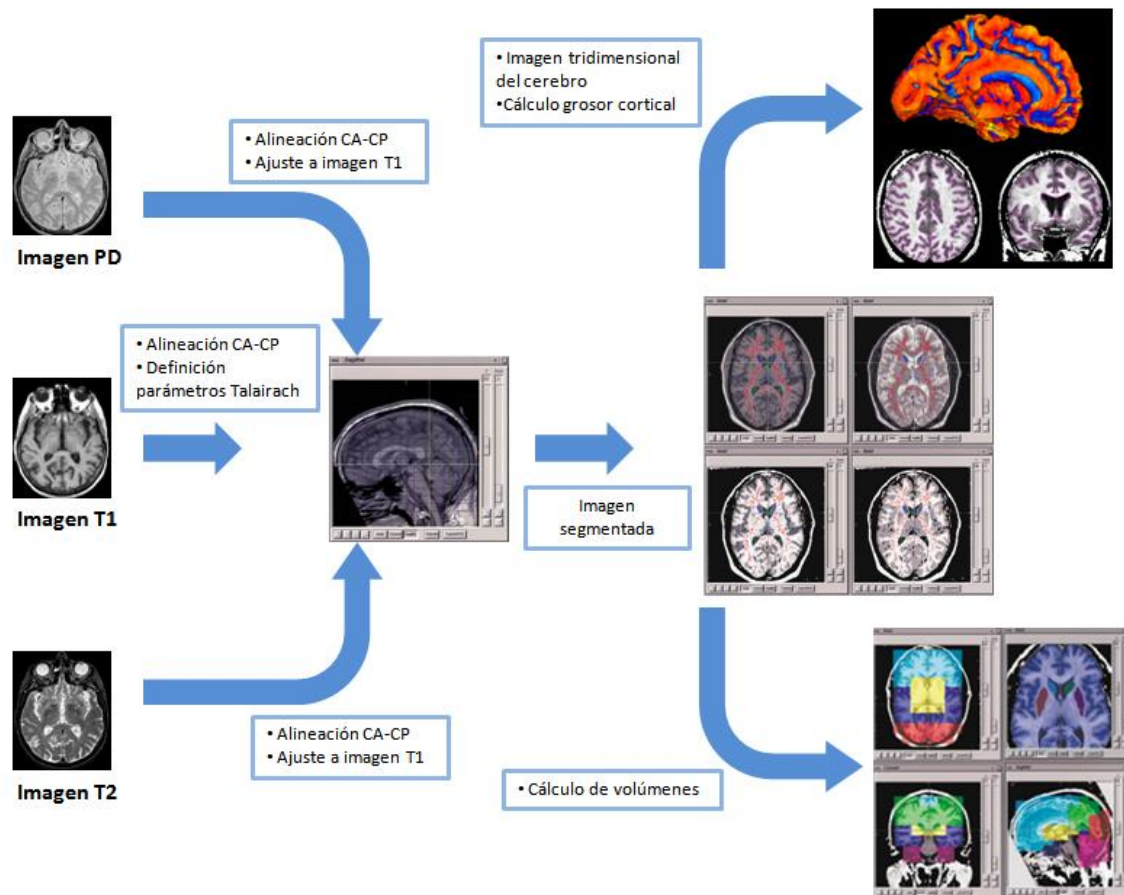 • Imagen tridimensional
del cerebro
• Cálculo grosor cortical
• Alineación CA-CP
• Ajuste a imagen T1
Imagen PD
• Alineación CA-CP
• Definición
parámetros Talairach
Imagen T1
Imagen
segmentada
• Alineación CA-CP
• Ajuste a imagen T1
Imagen T2
• Cálculo de volúmenes